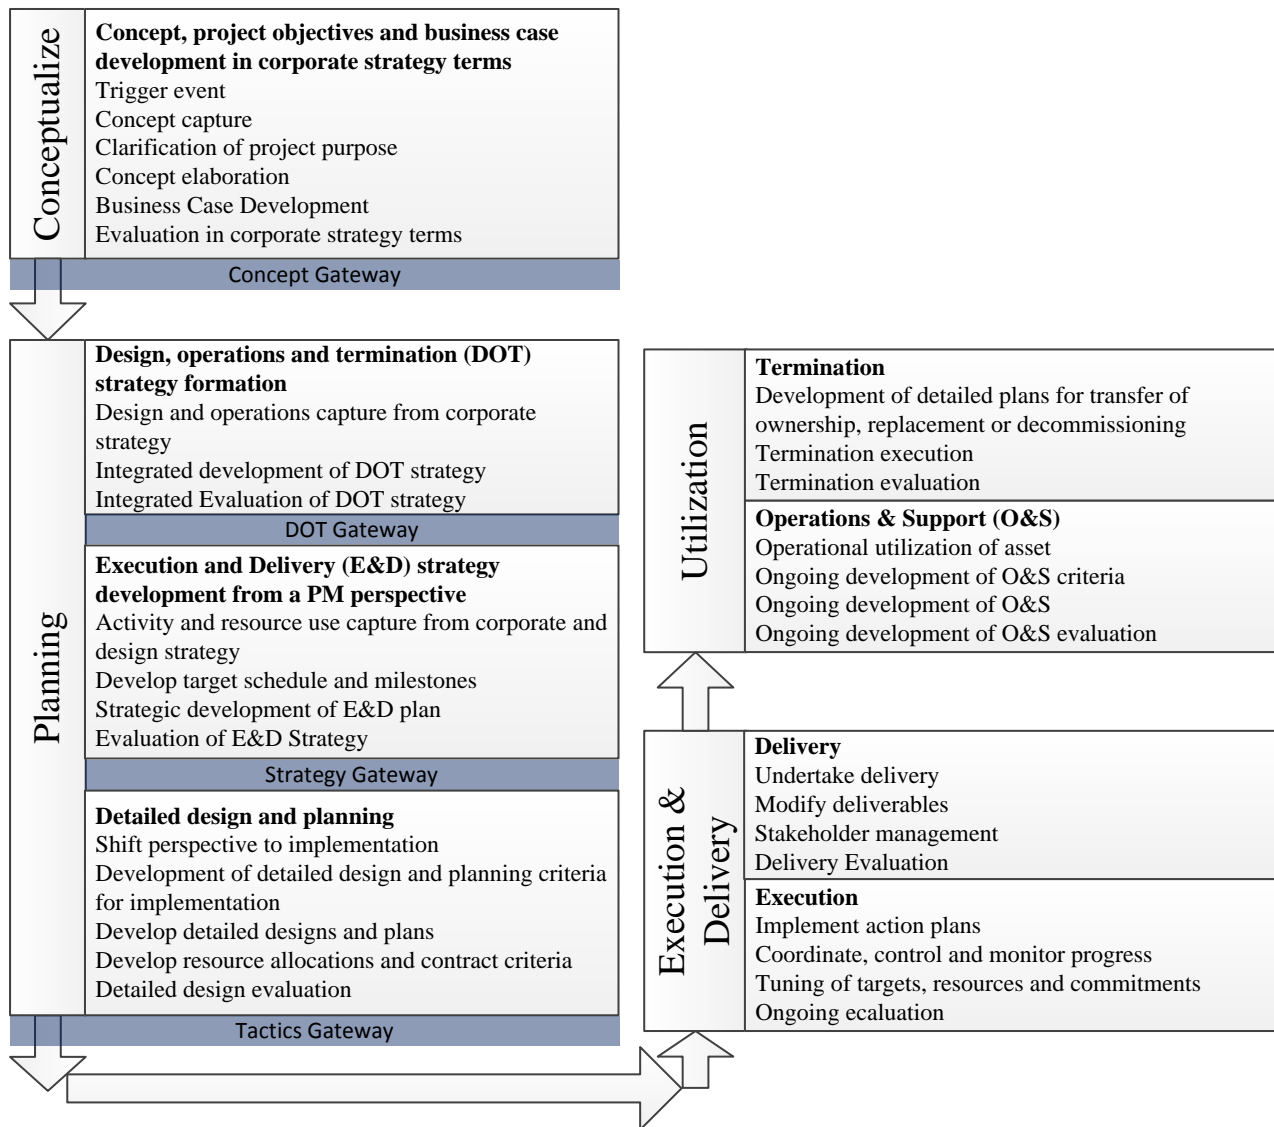 Conceptualize
Concept, project objectives and business case
development in corporate strategy terms
Trigger event
Concept capture
Clarification of project purpose
Concept elaboration
Business Case Development
Evaluation in corporate strategy terms
Concept Gateway
Planning
Design, operations and termination (DOT)
strategy formation
Design and operations capture from corporate
strategy
Integrated development of DOT strategy
Integrated Evaluation of DOT strategy
DOT Gateway
Execution and Delivery (E&D) strategy
development from a PM perspective
Activity and resource use capture from corporate and
design strategy
Develop target schedule and milestones
Strategic development of E&D plan
Evaluation of E&D Strategy
Strategy Gateway
Detailed design and planning
Shift perspective to implementation
Development of detailed design and planning criteria
for implementation
Develop detailed designs and plans
Develop resource allocations and contract criteria
Detailed design evaluation
Tactics Gateway
Utilization
Termination
Development of detailed plans for transfer of
ownership, replacement or decommissioning
Termination execution
Termination evaluation
Operations & Support (O&S)
Operational utilization of asset
Ongoing development of O&S criteria
Ongoing development of O&S
Ongoing development of O&S evaluation
Execution &
Delivery
Delivery
Undertake delivery
Modify deliverables
Stakeholder management
Delivery Evaluation
Execution
Implement action plans
Coordinate, control and monitor progress
Tuning of targets, resources and commitments
Ongoing ecaluation